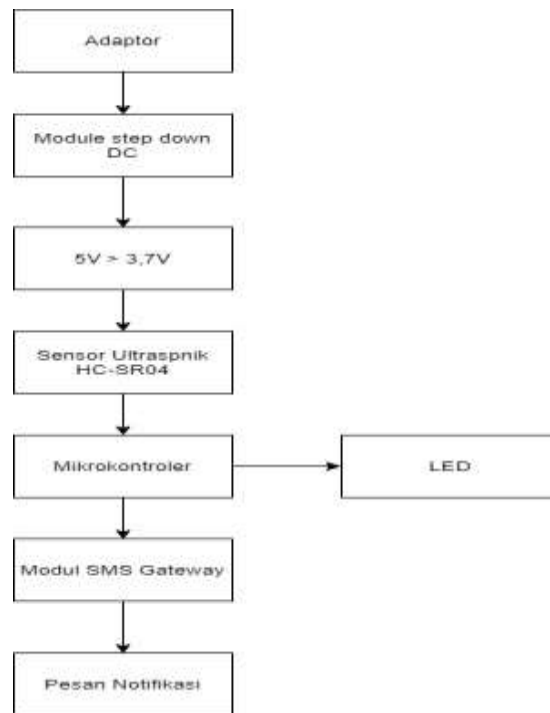 Adaptor
Module step down
DC
5V > 3,7V
Sensor Ultraspnik
HC-SR04
Mikrokontroler
LED
Modul SMS Gateway
Pesan Notifikasi